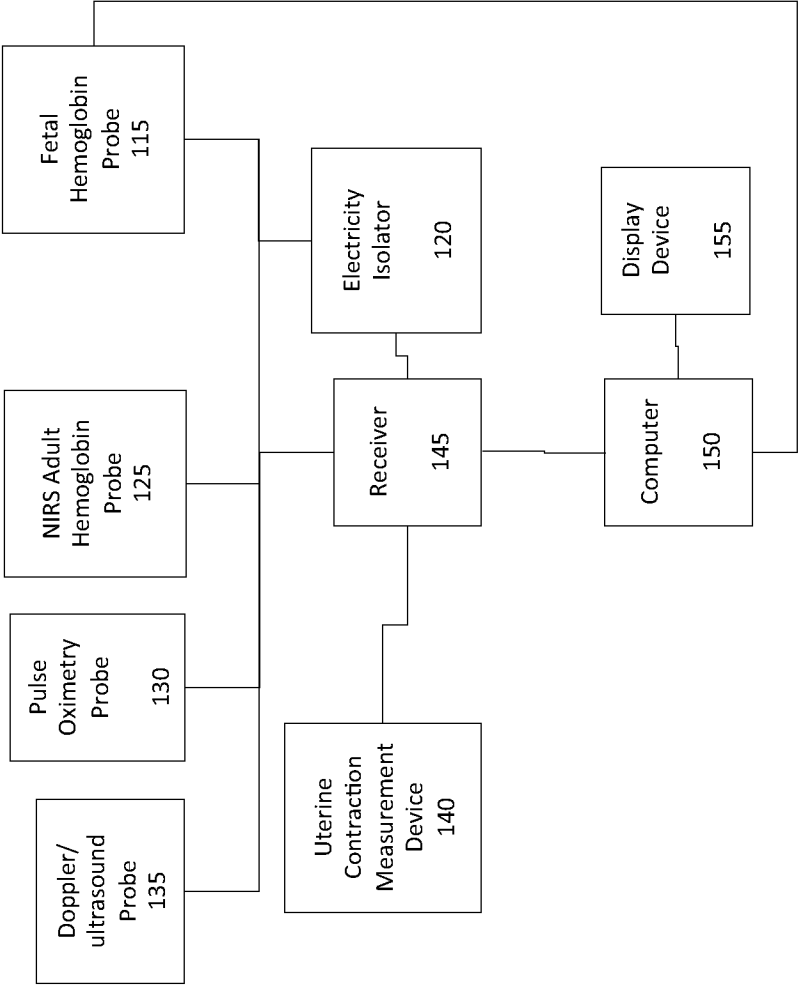 Doppler/
ultrasound
Probe
135
Pulse
Oximetry
Probe
130
NIRS Adult
Hemoglobin
Probe
125
Fetal
Hemoglobin
Probe
115
Uterine
Contraction
Measurement
Device
140
Receiver
145
Electricity
Isolator
120
Computer
150
Display
Device
155